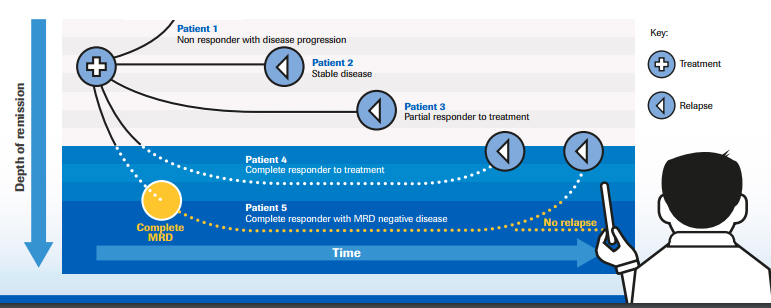 Patient 1
Non responder with disease progression
Key:
Patient 2
Stable disease
Treatment
Patient 3
Partial responder to treatment
Relapse
Depth of remission
Patient 4
Complete responder to treatment
Patient 5
Complete responder with MRD negative disease
Complete
MRD
No relapse
Time